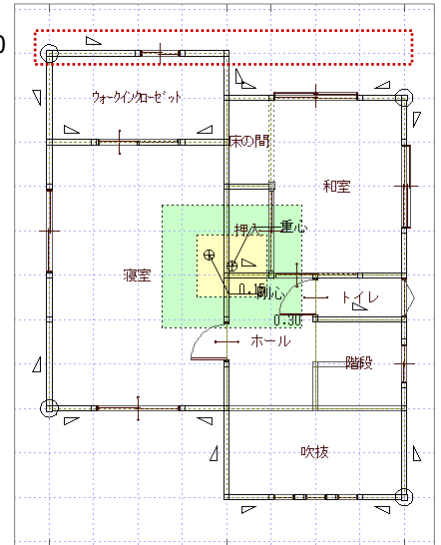 0
ウォークインクローゼット
床の間
和室
押入
重心
寝室
0.15
剛心
トイレ
0.30
ホール
階段
吹抜